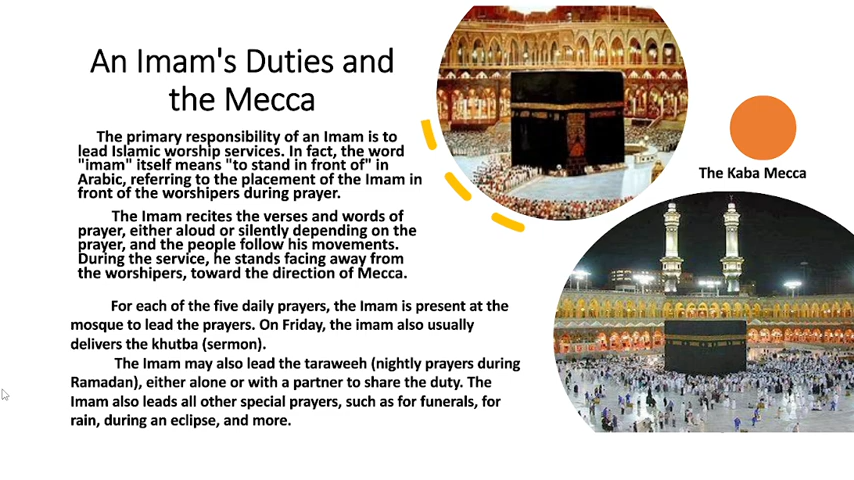 An Imam's Duties and
the Mecca
The primary responsibility of an Imam is to
lead Islamic worship services. In fact, the word
"imam" itself means "to stand in front of" in
Arabic, referring to the placement of the Imam in
front of the worshipers during prayer.
The Imam recites the verses and words of
prayer, either aloud or silently depending on the
prayer, and the people follow his movements.
During the service, he stands facing away from
the worshipers, toward the direction of Mecca.
For each of the five daily prayers, the Imam is present at the
mosque to lead the prayers. On Friday, the imam also usually
delivers the khutba (sermon).
The Imam may also lead the taraweeh (nightly prayers during
Ramadan), either alone or with a partner to share the duty. The
Imam also leads all other special prayers, such as for funerals, for
rain, during an eclipse, and more.
The Kaba Mecca